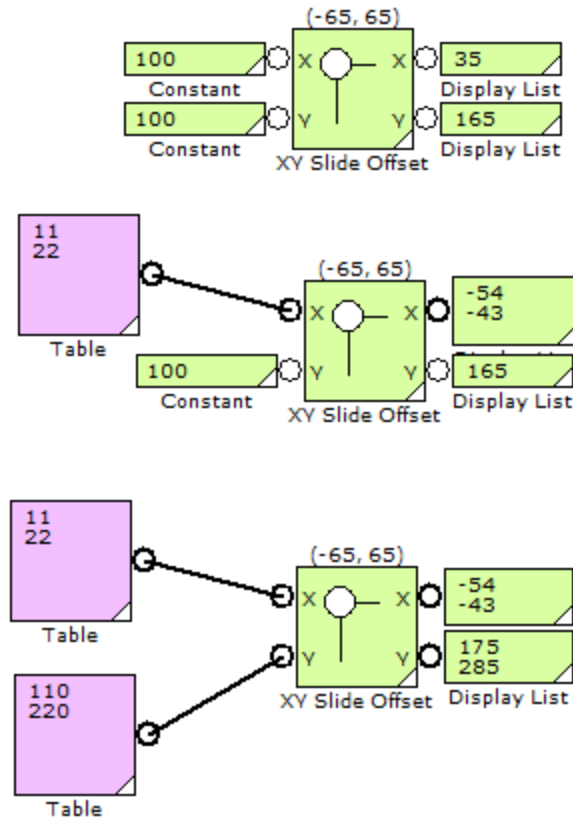 (-65, 65)
100 X X 35
Constant Display List
100 Y Y 165
Constant XY Slide Offset Display List
11
22
Table
(-65, 65)
X X -54
-43
100 Y Y 165
Constant XY Slide Offset Display List
11
22
Table
(-65, 65)
X X -54
-43
110
220
Table
Y Y 175
285
XY Slide Offset Display List